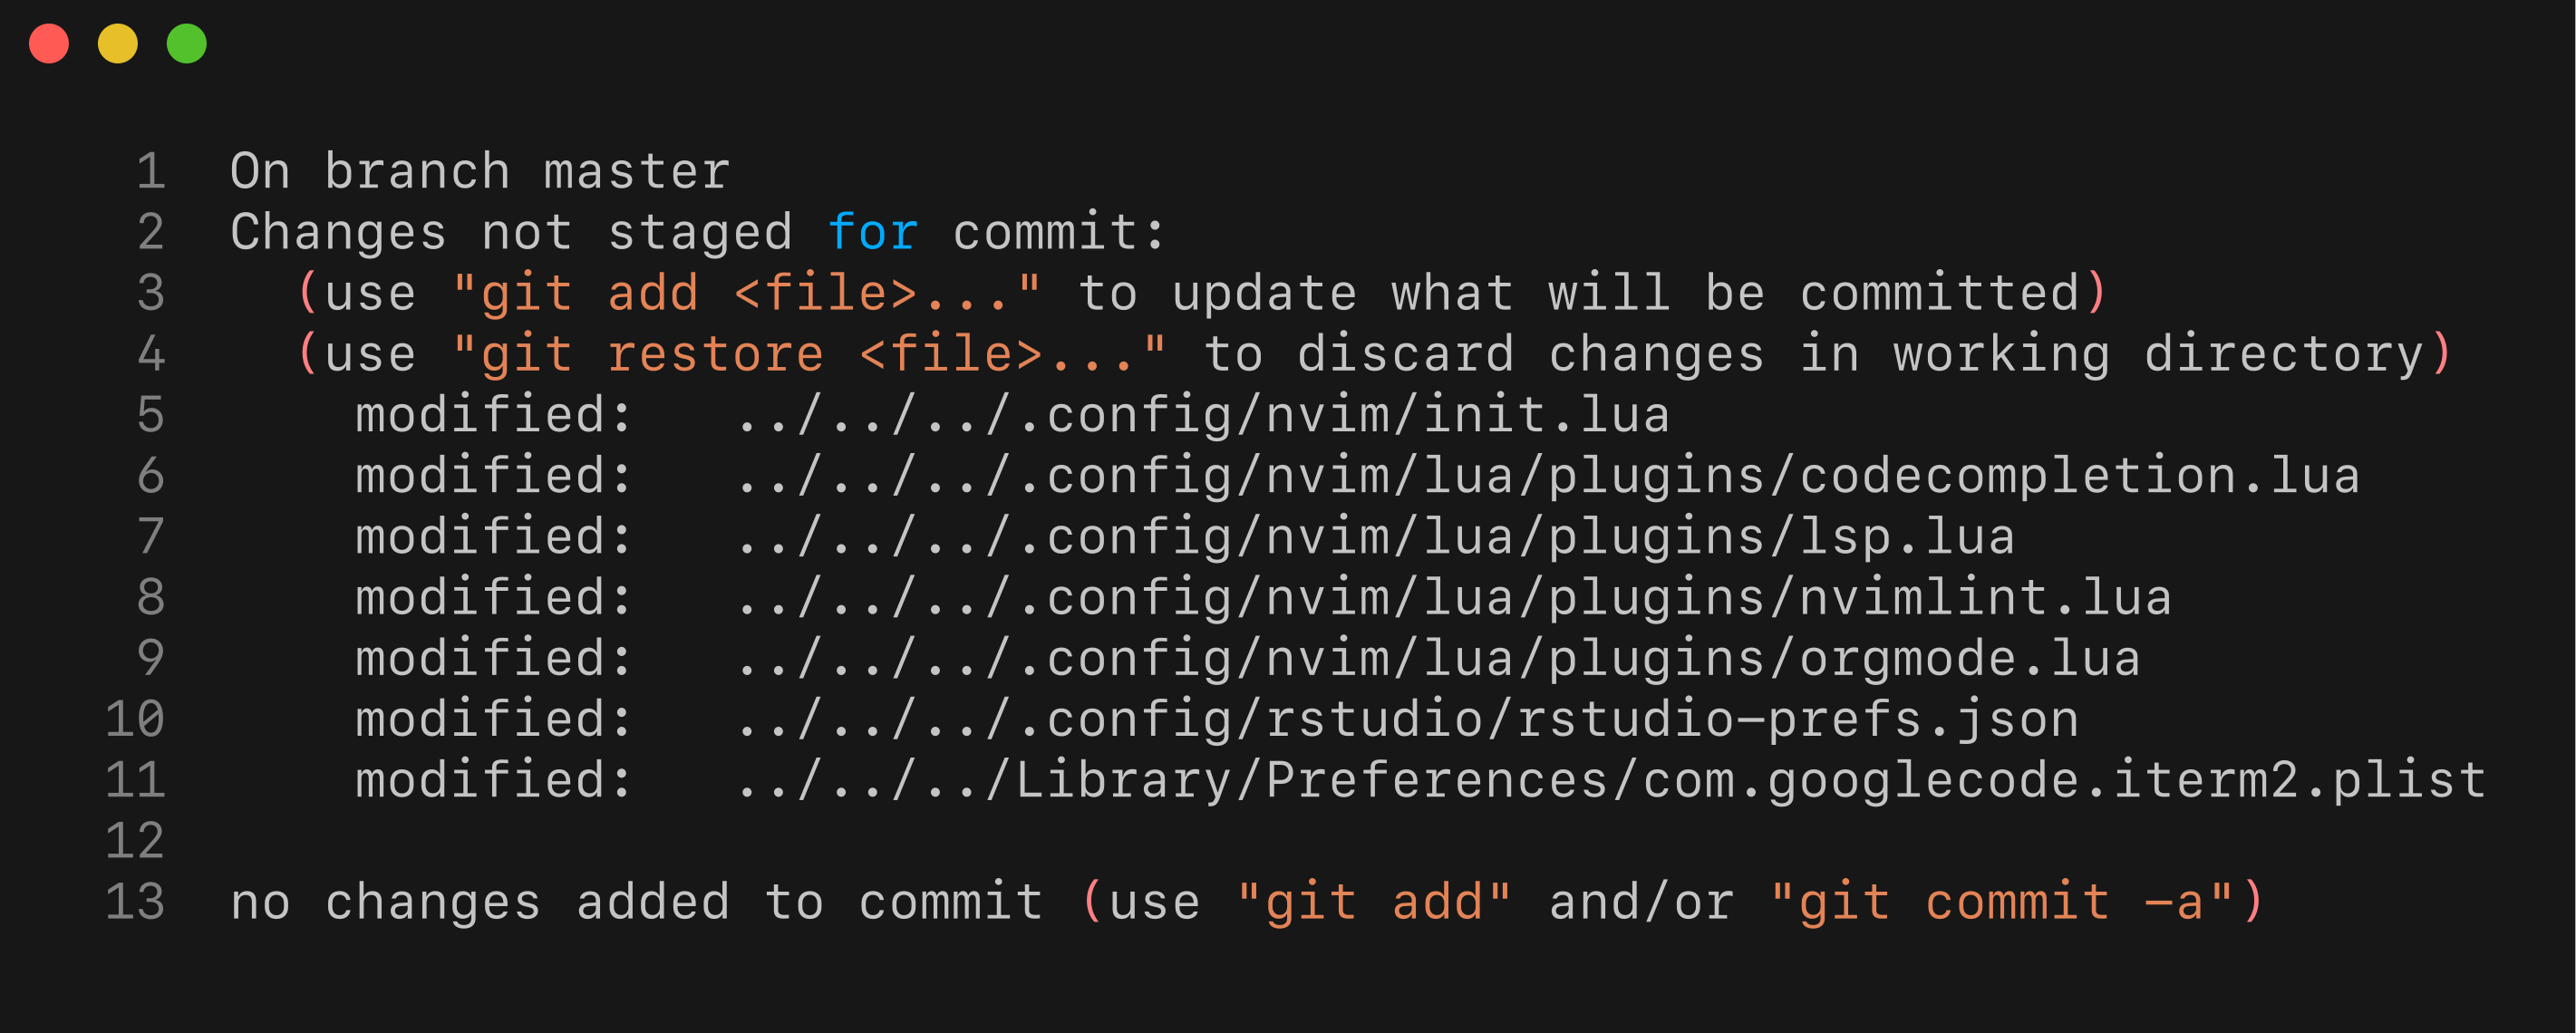 1 On branch master
2 Changes not staged for commit:
3   (use "git add <file>..." to update what will be committed)
4   (use "git restore <file>..." to discard changes in working directory)
5     modified:   ../../../.config/nvim/init.lua
6     modified:   ../../../.config/nvim/lua/plugins/codecompletion.lua
7     modified:   ../../../.config/nvim/lua/plugins/lsp.lua
8     modified:   ../../../.config/nvim/lua/plugins/nvimlint.lua
9     modified:   ../../../.config/nvim/lua/plugins/orgmode.lua
10     modified:   ../../../.config/rstudio/rstudio-prefs.json
11     modified:   ../../../Library/Preferences/com.googlecode.iterm2.plist
12
13 no changes added to commit (use "git add" and/or "git commit -a")